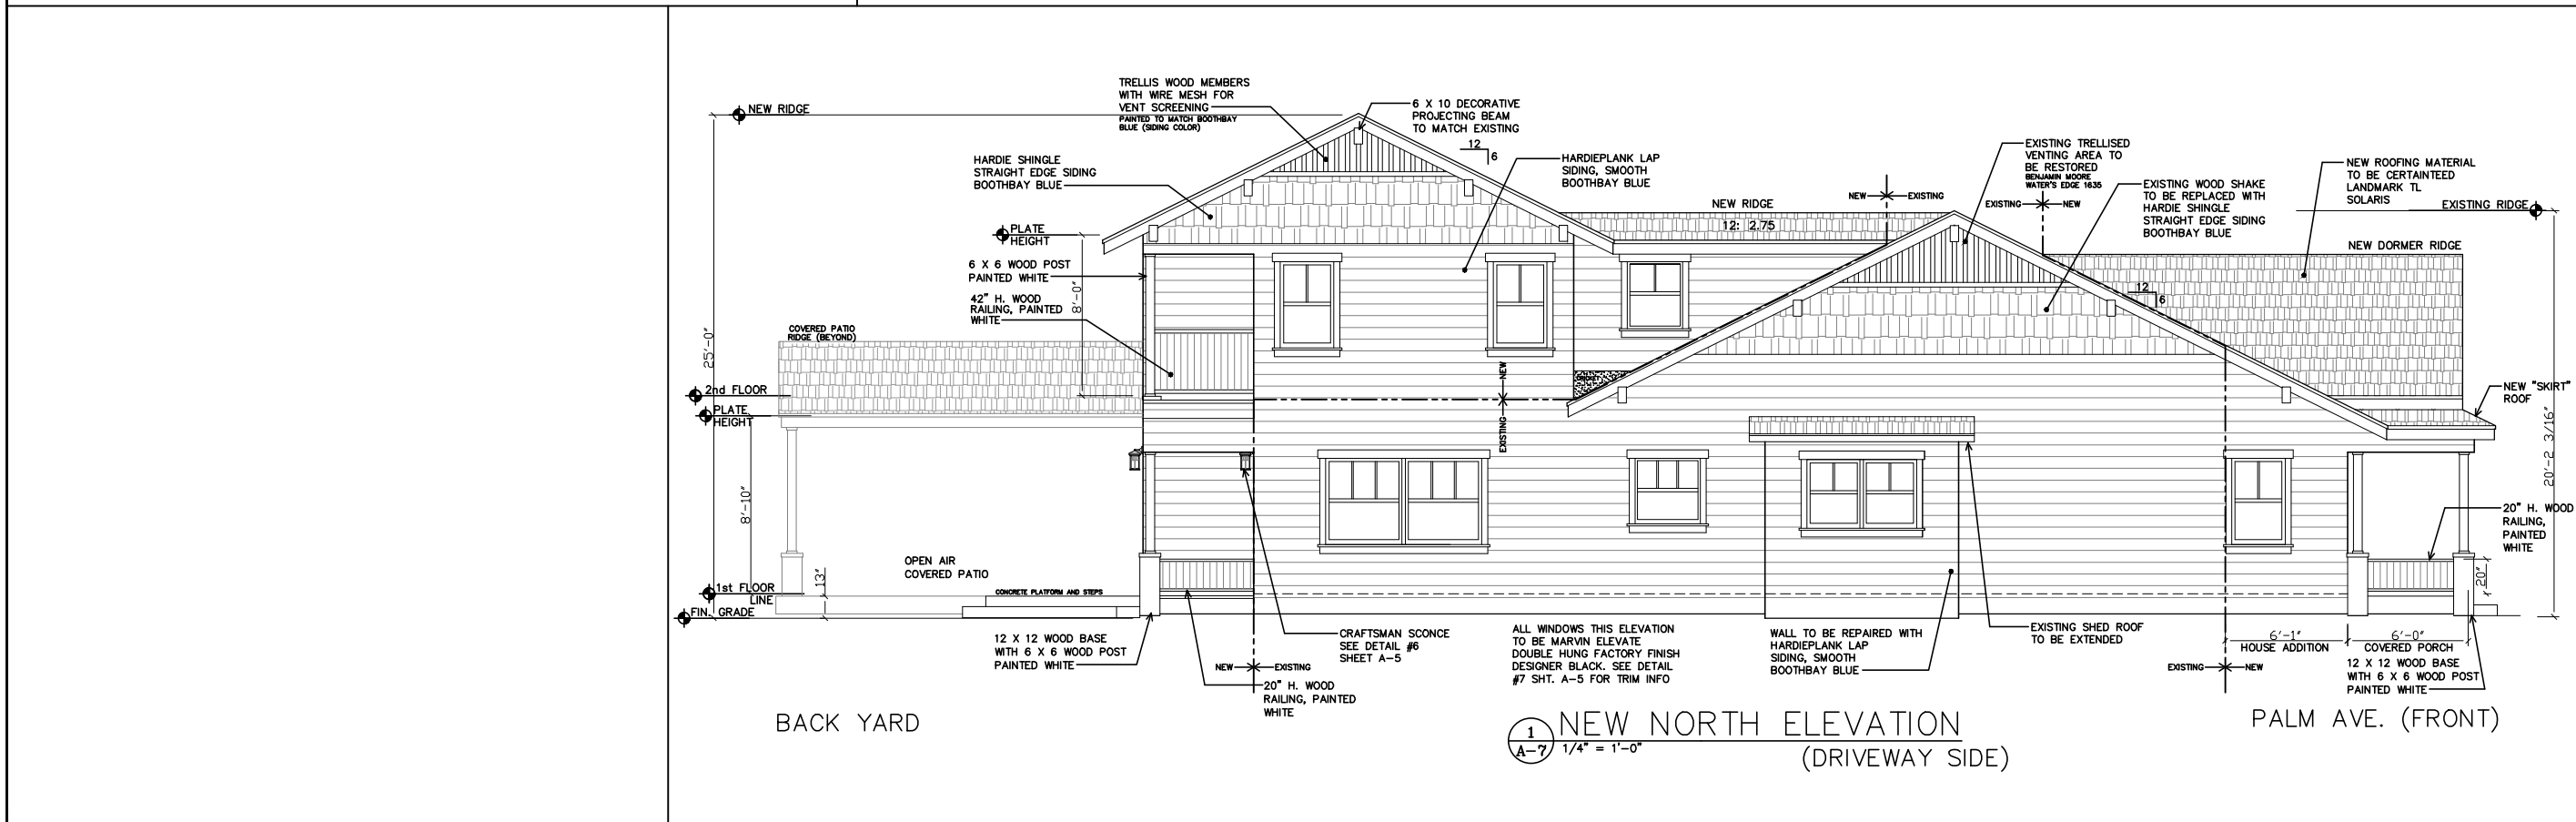 NEW RIDGE
TRELLIS WOOD MEMBERS
WITH WIRE MESH FOR
VENT SCREENING
PAINTED TO MATCH BOOTHBAY
BLUE (SIDING COLOR)
6 X 10 DECORATIVE
PROJECTING BEAM
TO MATCH EXISTING
12
6
HARDIE SHINGLE
STRAIGHT EDGE SIDING
BOOTHBAY BLUE
HARDIEPLANK LAP
SIDING, SMOOTH
BOOTHBAY BLUE
EXISTING TRELLISED
VENTING AREA TO
BE RESTORED
BENJAMIN MOORE
WATER'S EDGE 1635
EXISTING WOOD SHAKE
TO BE REPLACED WITH
HARDIE SHINGLE
STRAIGHT EDGE SIDING
BOOTHBAY BLUE
NEW ROOFING MATERIAL
TO BE CERTAINTEED
LANDMARK TL
SOLARIS
NEW EXISTING
EXISTING NEW
EXISTING RIDGE
NEW RIDGE
12: 2.75
NEW DORMER RIDGE
PLATE
HEIGHT
6 X 6 WOOD POST
PAINTED WHITE
42" H. WOOD
RAILING, PAINTED
WHITE
8'-0"
12
6
COVERED PATIO
RIDGE (BEYOND)
25'-0"
2nd FLOOR
PLATE
HEIGHT
NEW
EXISTING
NEW "SKIRT"
ROOF
20'-2 3/16"
8'-10"
20" H. WOOD
RAILING,
PAINTED
WHITE
OPEN AIR
COVERED PATIO
13"
20"
1st FLOOR
LINE
CONCRETE PLATFORM AND STEPS
FIN. GRADE
12 X 12 WOOD BASE
WITH 6 X 6 WOOD POST
PAINTED WHITE
NEW EXISTING
20" H. WOOD
RAILING, PAINTED
WHITE
CRAFTSMAN SCONCE
SEE DETAIL #6
SHEET A-5
ALL WINDOWS THIS ELEVATION
TO BE MARVIN ELEVATE
DOUBLE HUNG FACTORY FINISH
DESIGNER BLACK. SEE DETAIL
#7 SHT. A-5 FOR TRIM INFO
WALL TO BE REPAIRED WITH
HARDIEPLANK LAP
SIDING, SMOOTH
BOOTHBAY BLUE
EXISTING SHED ROOF
TO BE EXTENDED
6'-1"
HOUSE ADDITION
6'-0"
COVERED PORCH
EXISTING NEW
12 X 12 WOOD BASE
WITH 6 X 6 WOOD POST
PAINTED WHITE
BACK YARD
1
A-7
NEW NORTH ELEVATION
1/4" = 1'-0"
(DRIVEWAY SIDE)
PALM AVE. (FRONT)